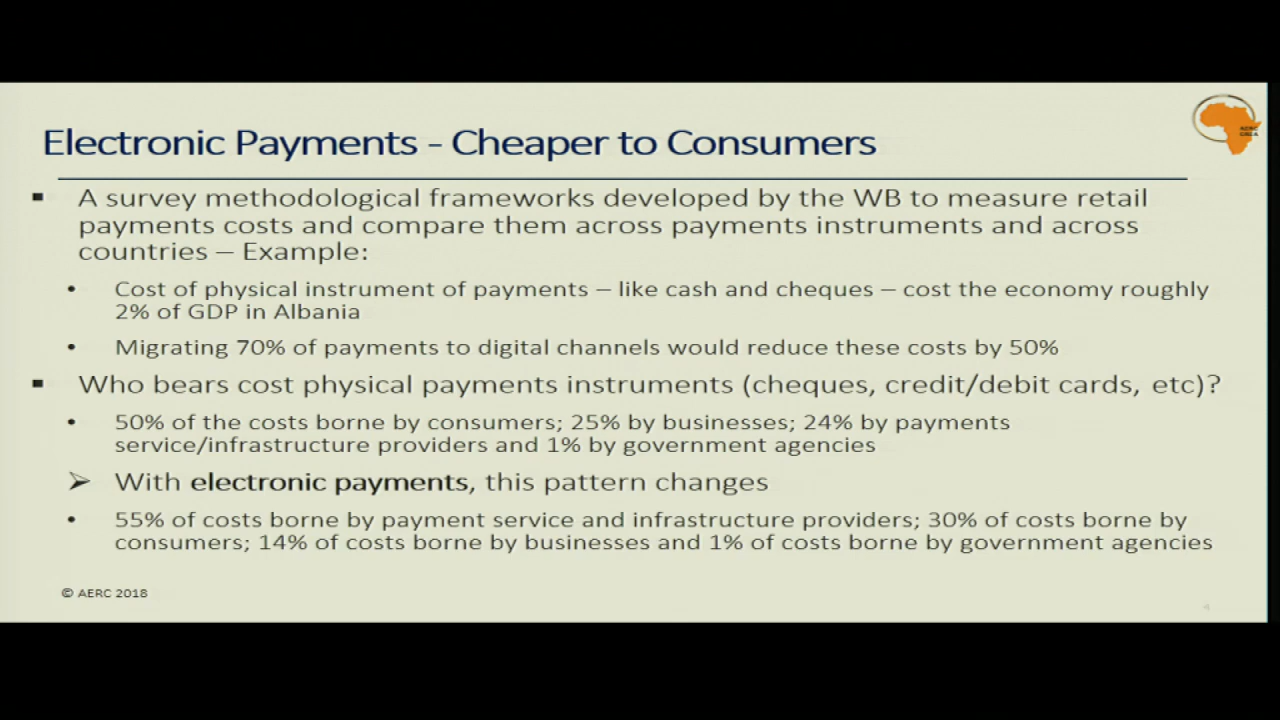 Electronic Payments - Cheaper to Consumers
AERC
▪ A survey methodological frameworks developed by the WB to measure retail
payments costs and compare them across payments instruments and across
countries – Example:
• Cost of physical instrument of payments – like cash and cheques – cost the economy roughly
2% of GDP in Albania
• Migrating 70% of payments to digital channels would reduce these costs by 50%
▪ Who bears cost physical payments instruments (cheques, credit/debit cards, etc)?
• 50% of the costs borne by consumers; 25% by businesses; 24% by payments
service/infrastructure providers and 1% by government agencies
➢ With electronic payments, this pattern changes
• 55% of costs borne by payment service and infrastructure providers; 30% of costs borne by
consumers; 14% of costs borne by businesses and 1% of costs borne by government agencies
© AERC 2018
4